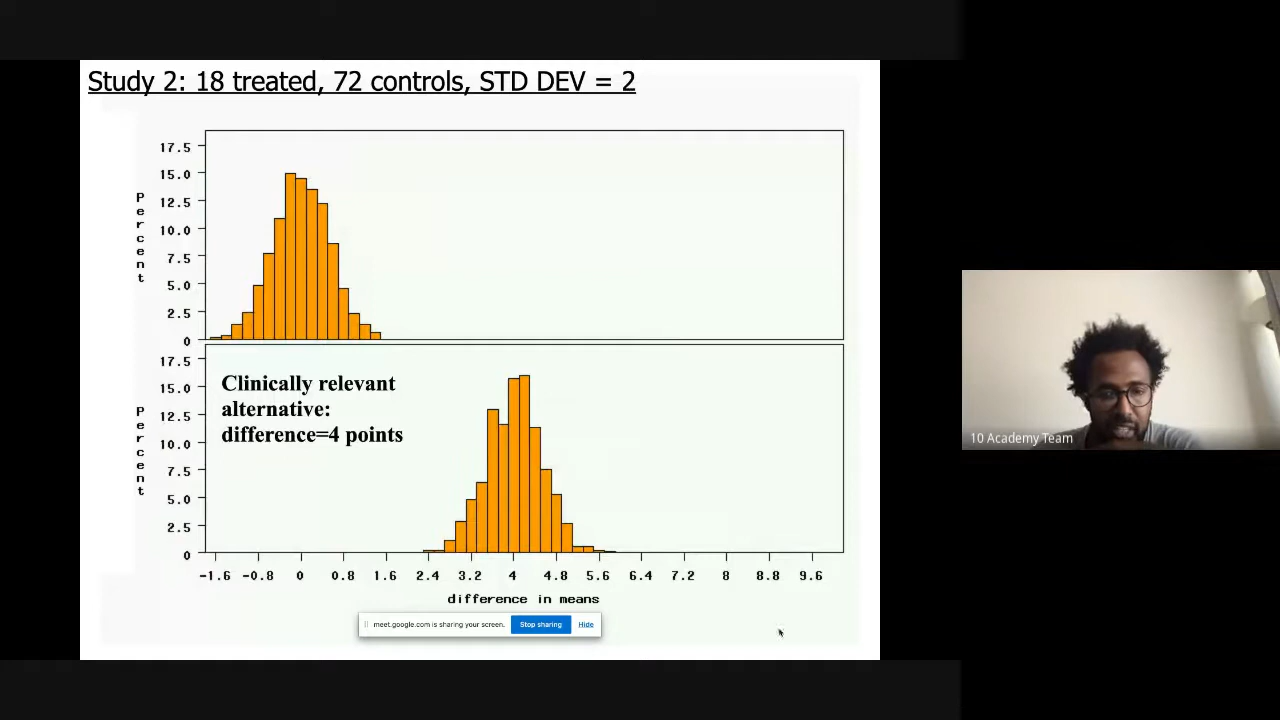 Study 2: 18 treated, 72 controls, STD DEV = 2
17.5
15.0
12.5
10.0
7.5
5.0
2.5
0
Percent
17.5
15.0
12.5
10.0
7.5
5.0
2.5
0
Percent
Clinically relevant
alternative:
difference=4 points
-1.6 -0.8 0 0.8 1.6 2.4 3.2 4 4.8 5.6 6.4 7.2 8 8.8 9.6
difference in means
meet.google.com is sharing your screen. Stop sharing Hide
10 Academy Team